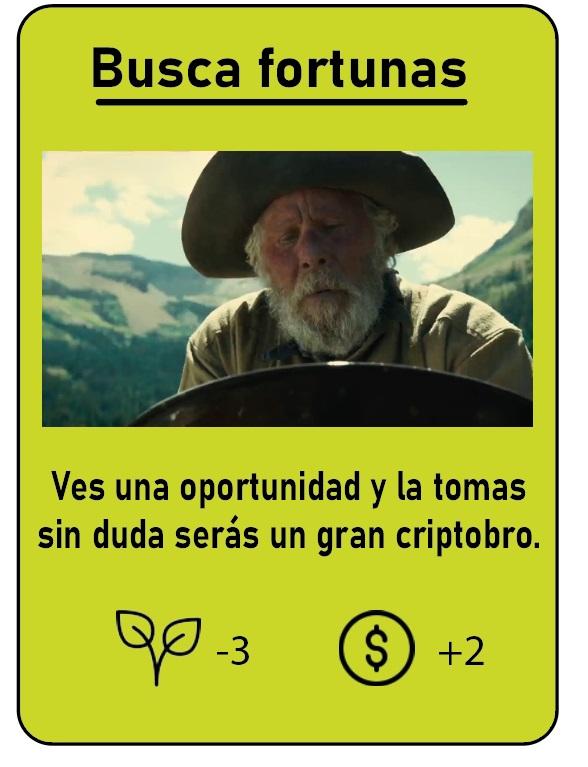 Busca fortunas
Ves una oportunidad y la tomas
sin duda serás un gran criptobro.
-3
$ +2